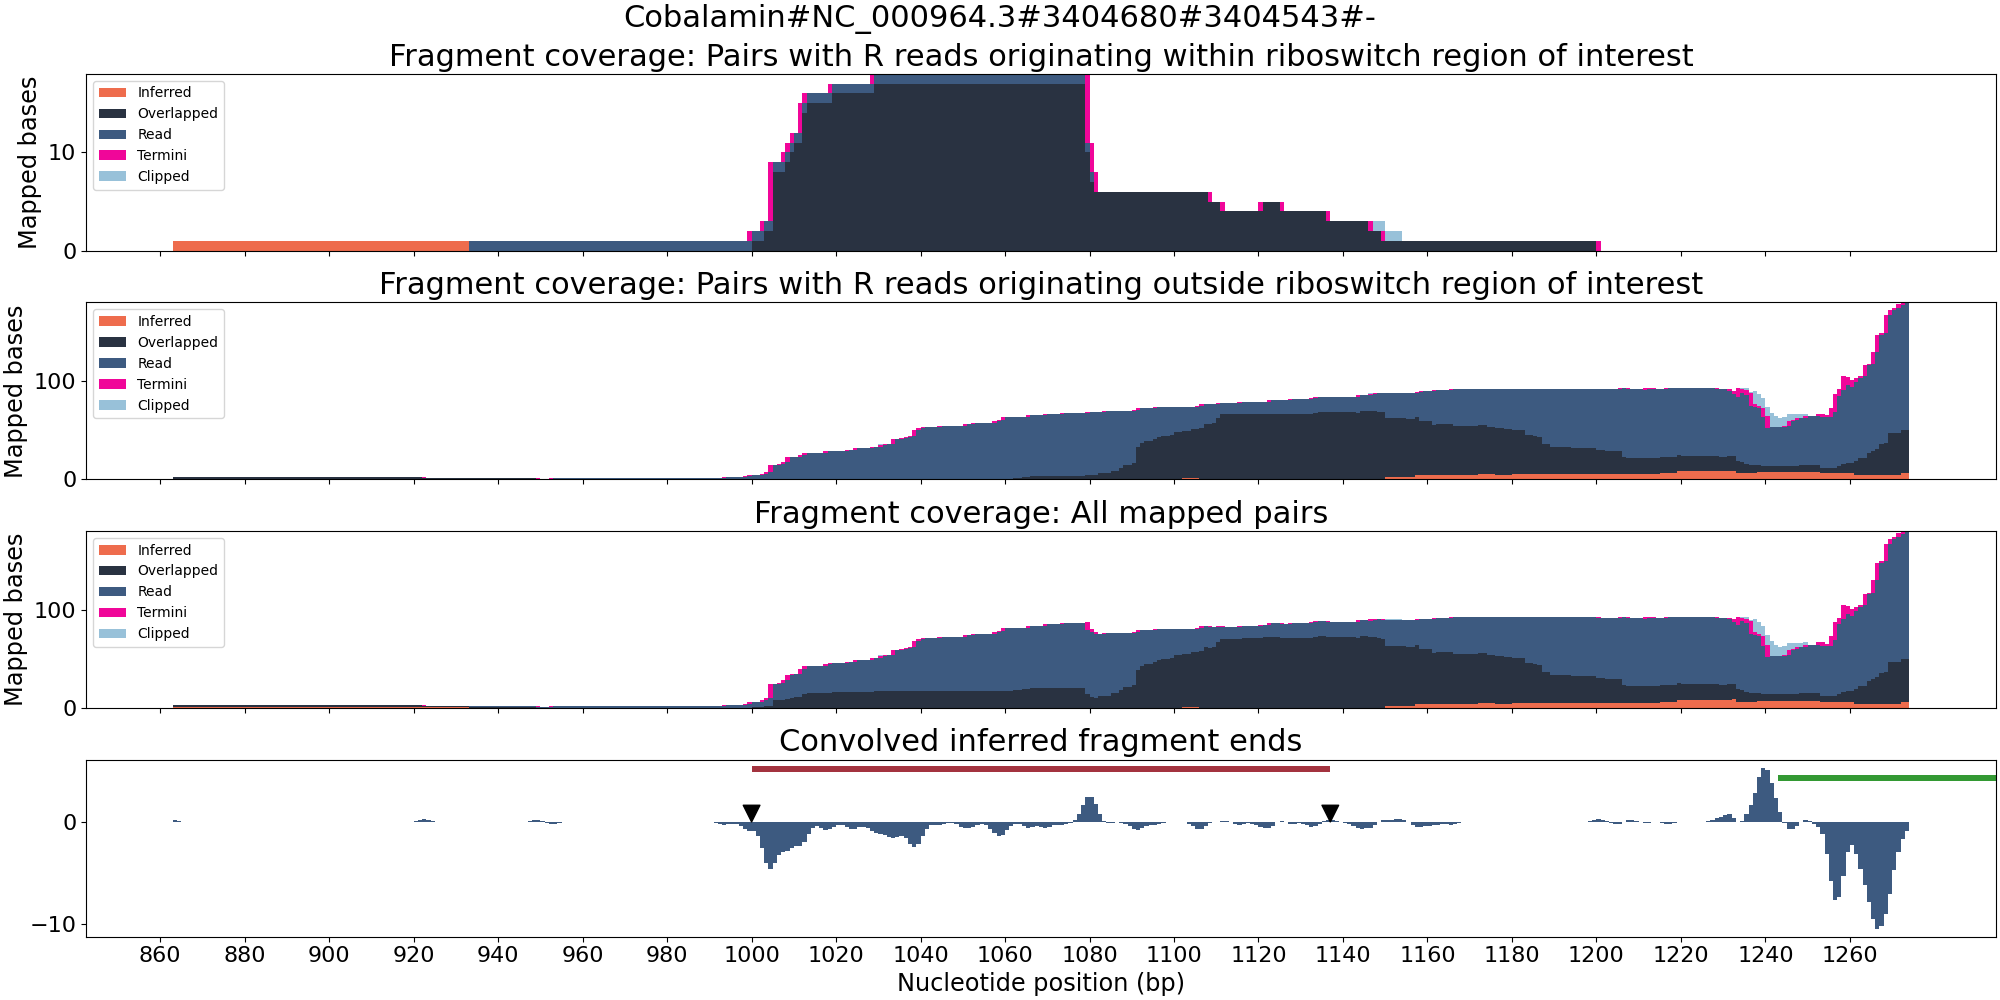 Cobalamin#NC_000964.3#3404680#3404543#-
Fragment coverage: Pairs with R reads originating within riboswitch region of interest
Mapped bases
10
0
Inferred
Overlapped
Read
Termini
Clipped
Fragment coverage: Pairs with R reads originating outside riboswitch region of interest
Mapped bases
100
0
Inferred
Overlapped
Read
Termini
Clipped
Fragment coverage: All mapped pairs
Mapped bases
100
0
Inferred
Overlapped
Read
Termini
Clipped
Convolved inferred fragment ends
0
−10
860 880 900 920 940 960 980 1000 1020 1040 1060 1080 1100 1120 1140 1160 1180 1200 1220 1240 1260
Nucleotide position (bp)